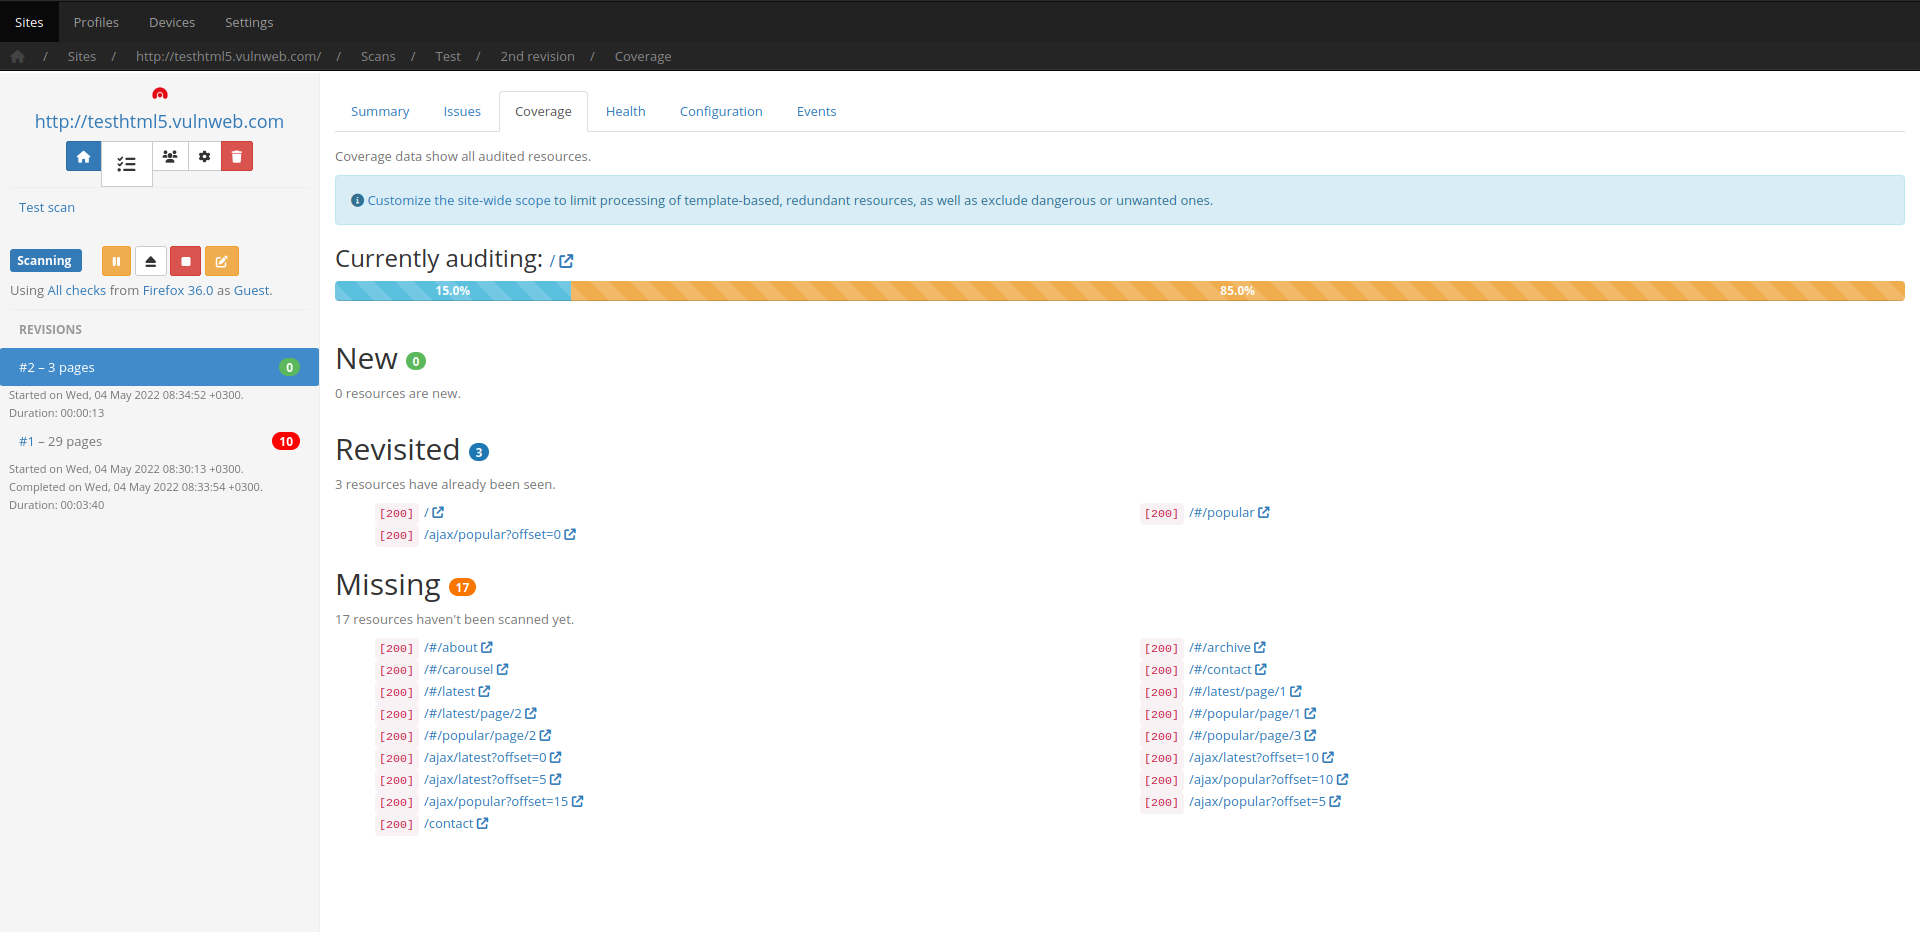 Sites Profiles Devices Settings
/ Sites / http://testhtml5.vulnweb.com/ / Scans / Test / 2nd revision / Coverage
http://testhtml5.vulnweb.com
Test scan
Scanning
Using All checks from Firefox 36.0 as Guest.
REVISIONS
#2 – 3 pages 0
Started on Wed, 04 May 2022 08:34:52 +0300.
Duration: 00:00:13
#1 – 29 pages 10
Started on Wed, 04 May 2022 08:30:13 +0300.
Completed on Wed, 04 May 2022 08:33:54 +0300.
Duration: 00:03:40
Summary Issues Coverage Health Configuration Events
Coverage data show all audited resources.
Customize the site-wide scope to limit processing of template-based, redundant resources, as well as exclude dangerous or unwanted ones.
Currently auditing: /
15.0% 85.0%
New 0
0 resources are new.
Revisited 3
3 resources have already been seen.
[200] / [200] /#/popular
[200] /ajax/popular?offset=0
Missing 17
17 resources haven't been scanned yet.
[200] /#/about [200] /#/archive
[200] /#/carousel [200] /#/contact
[200] /#/latest [200] /#/latest/page/1
[200] /#/latest/page/2 [200] /#/popular/page/1
[200] /#/popular/page/2 [200] /#/popular/page/3
[200] /ajax/latest?offset=0 [200] /ajax/latest?offset=10
[200] /ajax/latest?offset=5 [200] /ajax/popular?offset=10
[200] /ajax/popular?offset=15 [200] /ajax/popular?offset=5
[200] /contact